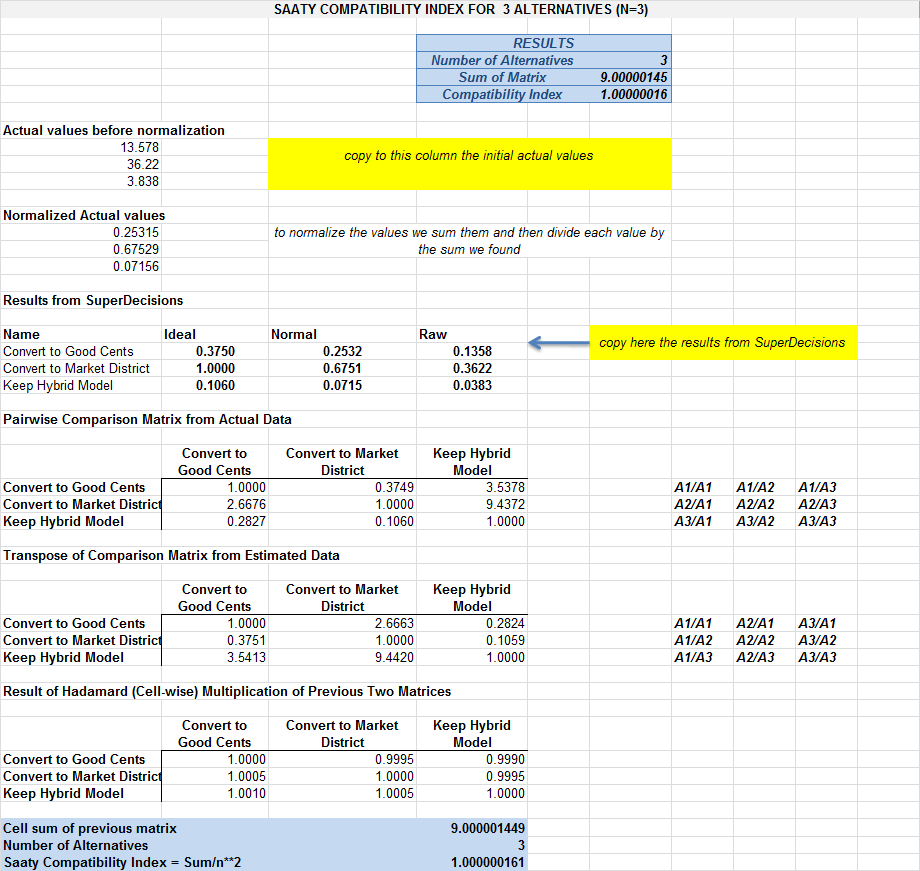 SAATY COMPATIBILITY INDEX FOR 3 ALTERNATIVES (N=3)
RESULTS
Number of Alternatives 3
Sum of Matrix 9.00000145
Compatibility Index 1.00000016
Actual values before normalization
13.578
36.22
3.838
copy to this column the initial actual values
Normalized Actual values
0.25315
0.67529
0.07156
to normalize the values we sum them and then divide each value by
the sum we found
Results from SuperDecisions
Name Ideal Normal Raw
Convert to Good Cents 0.3750 0.2532 0.1358
Convert to Market District 1.0000 0.6751 0.3622
Keep Hybrid Model 0.1060 0.0715 0.0383
copy here the results from SuperDecisions
Pairwise Comparison Matrix from Actual Data
Convert to Convert to Market Keep Hybrid
Good Cents District Model
Convert to Good Cents 1.0000 0.3749 3.5378 A1/A1 A1/A2 A1/A3
Convert to Market District 2.6676 1.0000 9.4372 A2/A1 A2/A2 A2/A3
Keep Hybrid Model 0.2827 0.1060 1.0000 A3/A1 A3/A2 A3/A3
Transpose of Comparison Matrix from Estimated Data
Convert to Convert to Market Keep Hybrid
Good Cents District Model
Convert to Good Cents 1.0000 2.6663 0.2824 A1/A1 A2/A1 A3/A1
Convert to Market District 0.3751 1.0000 0.1059 A1/A2 A2/A2 A3/A2
Keep Hybrid Model 3.5413 9.4420 1.0000 A1/A3 A2/A3 A3/A3
Result of Hadamard (Cell-wise) Multiplication of Previous Two Matrices
Convert to Convert to Market Keep Hybrid
Good Cents District Model
Convert to Good Cents 1.0000 0.9995 0.9990
Convert to Market District 1.0005 1.0000 0.9995
Keep Hybrid Model 1.0010 1.0005 1.0000
Cell sum of previous matrix 9.000001449
Number of Alternatives 3
Saaty Compatibility Index = Sum/n**2 1.000000161